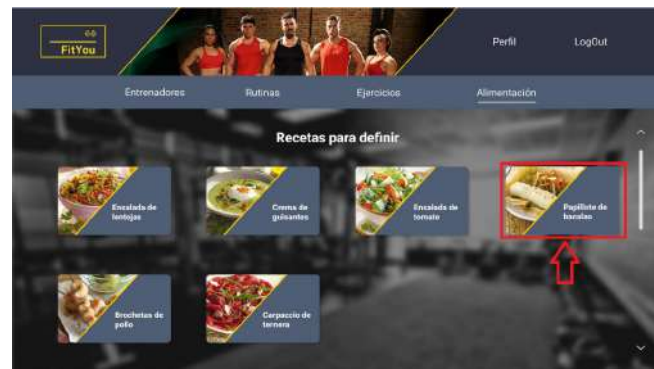 FitYou
Perfil
LogOut
Entrenadores
Rutinas
Ejercicios
Alimentación
Recetas para definir
Ensalada de
lentejas
Crema de
guisantes
Ensalada de
tomate
Papillote de
bacalao
Brochetas de
pollo
Carpaccio de
ternera